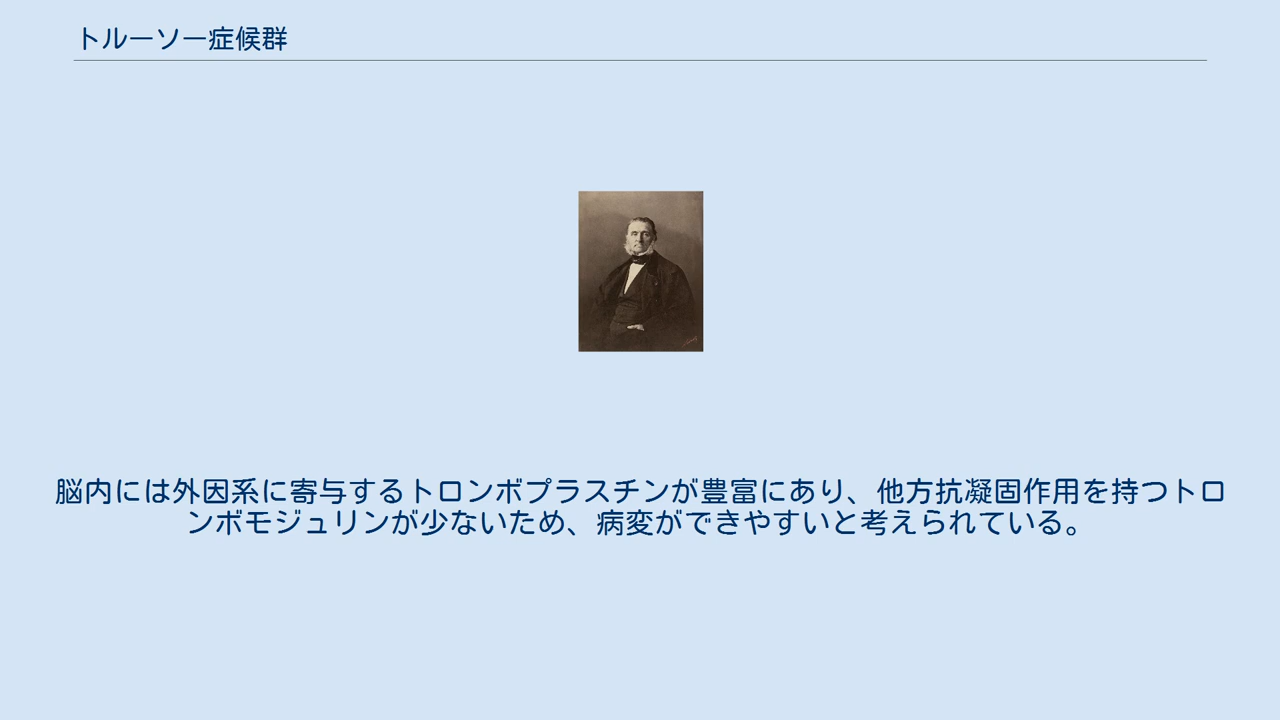 トルーソー症候群
脳内には外因系に寄与するトロンボプラスチンが豊富にあり、他方抗凝固作用を持つトロ
ンボモジュリンが少ないため、病変ができやすいと考えられている。